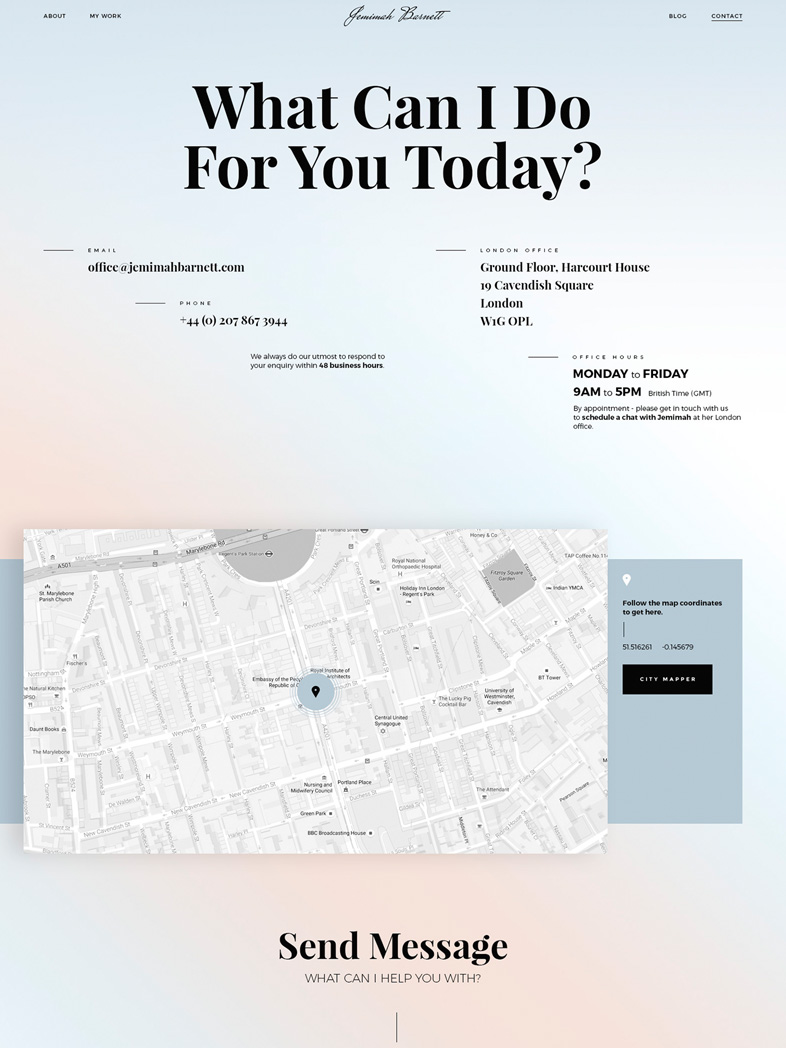 ABOUT
MY WORK
Jemimah Barnett
BLOG
CONTACT
What Can I Do
For You Today?
EMAIL
office@jemimahbarnett.com
PHONE
+44 (0) 207 867 3944
We always do our utmost to respond to
your enquiry within 48 business hours.
LONDON OFFICE
Ground Floor, Harcourt House
19 Cavendish Square
London
W1G OPL
OFFICE HOURS
MONDAY to FRIDAY
9AM to 5PM British Time (GMT)
By appointment - please get in touch with us
to schedule a chat with Jemimah at her London
office.
Marylebone Rd
A501
Regent's Park Station
Honey & Co
TAP Coffee No.11
Royal National
Orthopaedic Hospital
Fitzroy Square
Garden
St. Marylebone
Parish Church
Scin
Holiday Inn London
- Regent's Park
Indian YMCA
Devonshire St
Fischer's
Nottingham
Embassy of the
Republic of
Royal Institute of
Architects
BT Tower
Natural Kitchen
B524
Weymouth St
The Lucky Pig
Cocktail Bar
University of
Westminster,
Cavendish
Daunt Books
Central United
Synagogue
The Marylebone
Weymouth St
H
Nursing and
Midwifery Council
Portland Place
Duchess St
The Attendant
New Cavendish St
Green Park
BBC Broadcasting House
Follow the map coordinates
to get here.
51.516261 -0.145679
CITY MAPPER
Send Message
WHAT CAN I HELP YOU WITH?